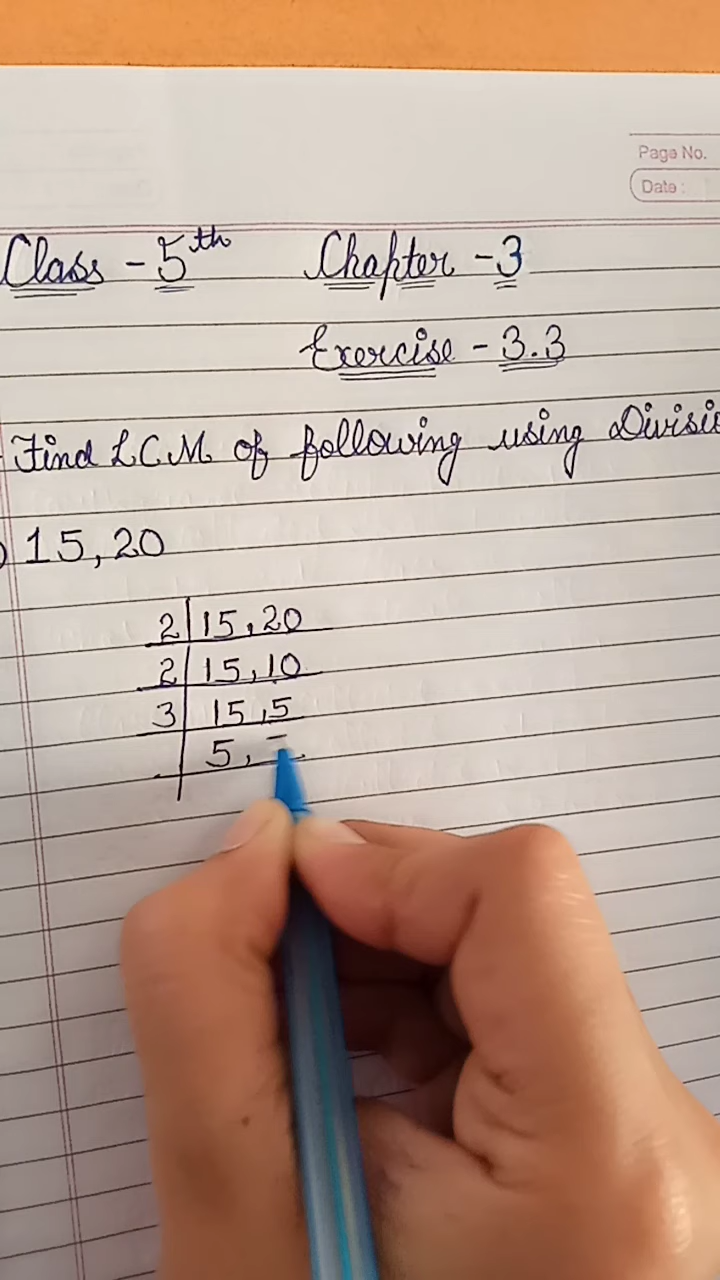 Page No.
Date :
Class - 5th Chapter - 3
Exercise - 3.3
Find L.C.M. of following using
15, 20
2 | 15, 20
2 | 15, 10
3 | 15, 5
5,